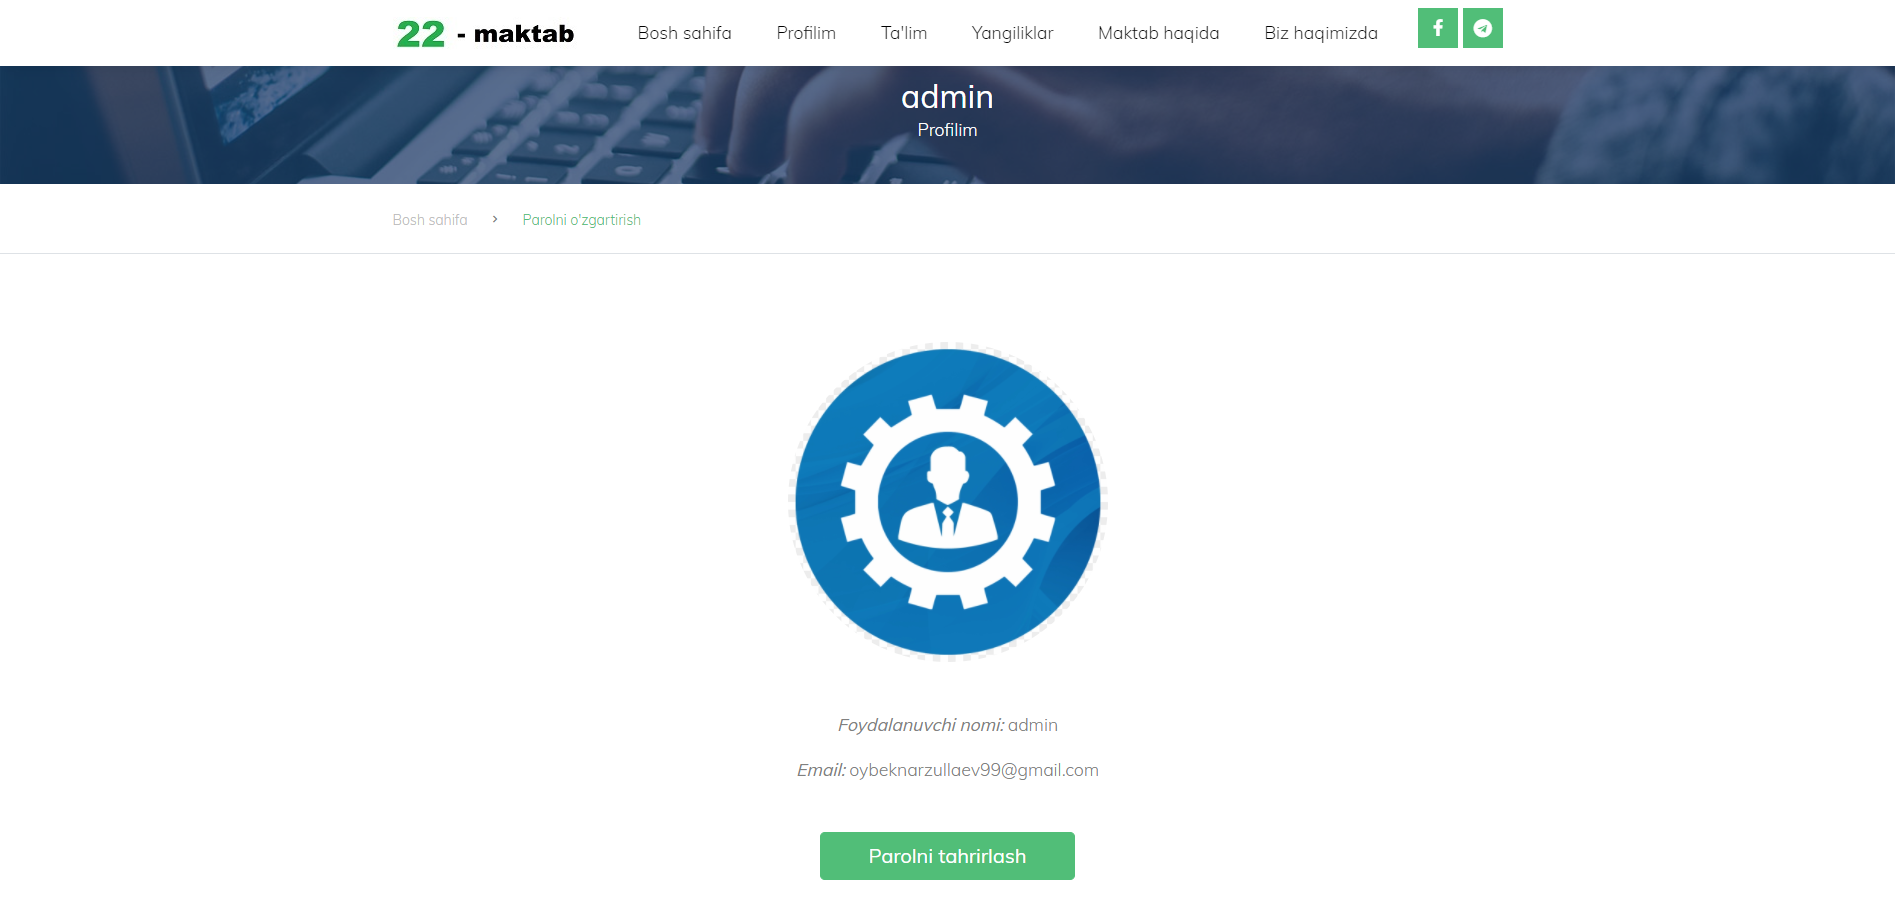 22 - maktab
Bosh sahifa Profilim Ta'lim Yangiliklar Maktab haqida Biz haqimizda
admin
Profilim
Bosh sahifa > Parolni o'zgartirish
Foydalanuvchi nomi: admin
Email: oybeknarzullaev99@gmail.com
Parolni tahrirlash